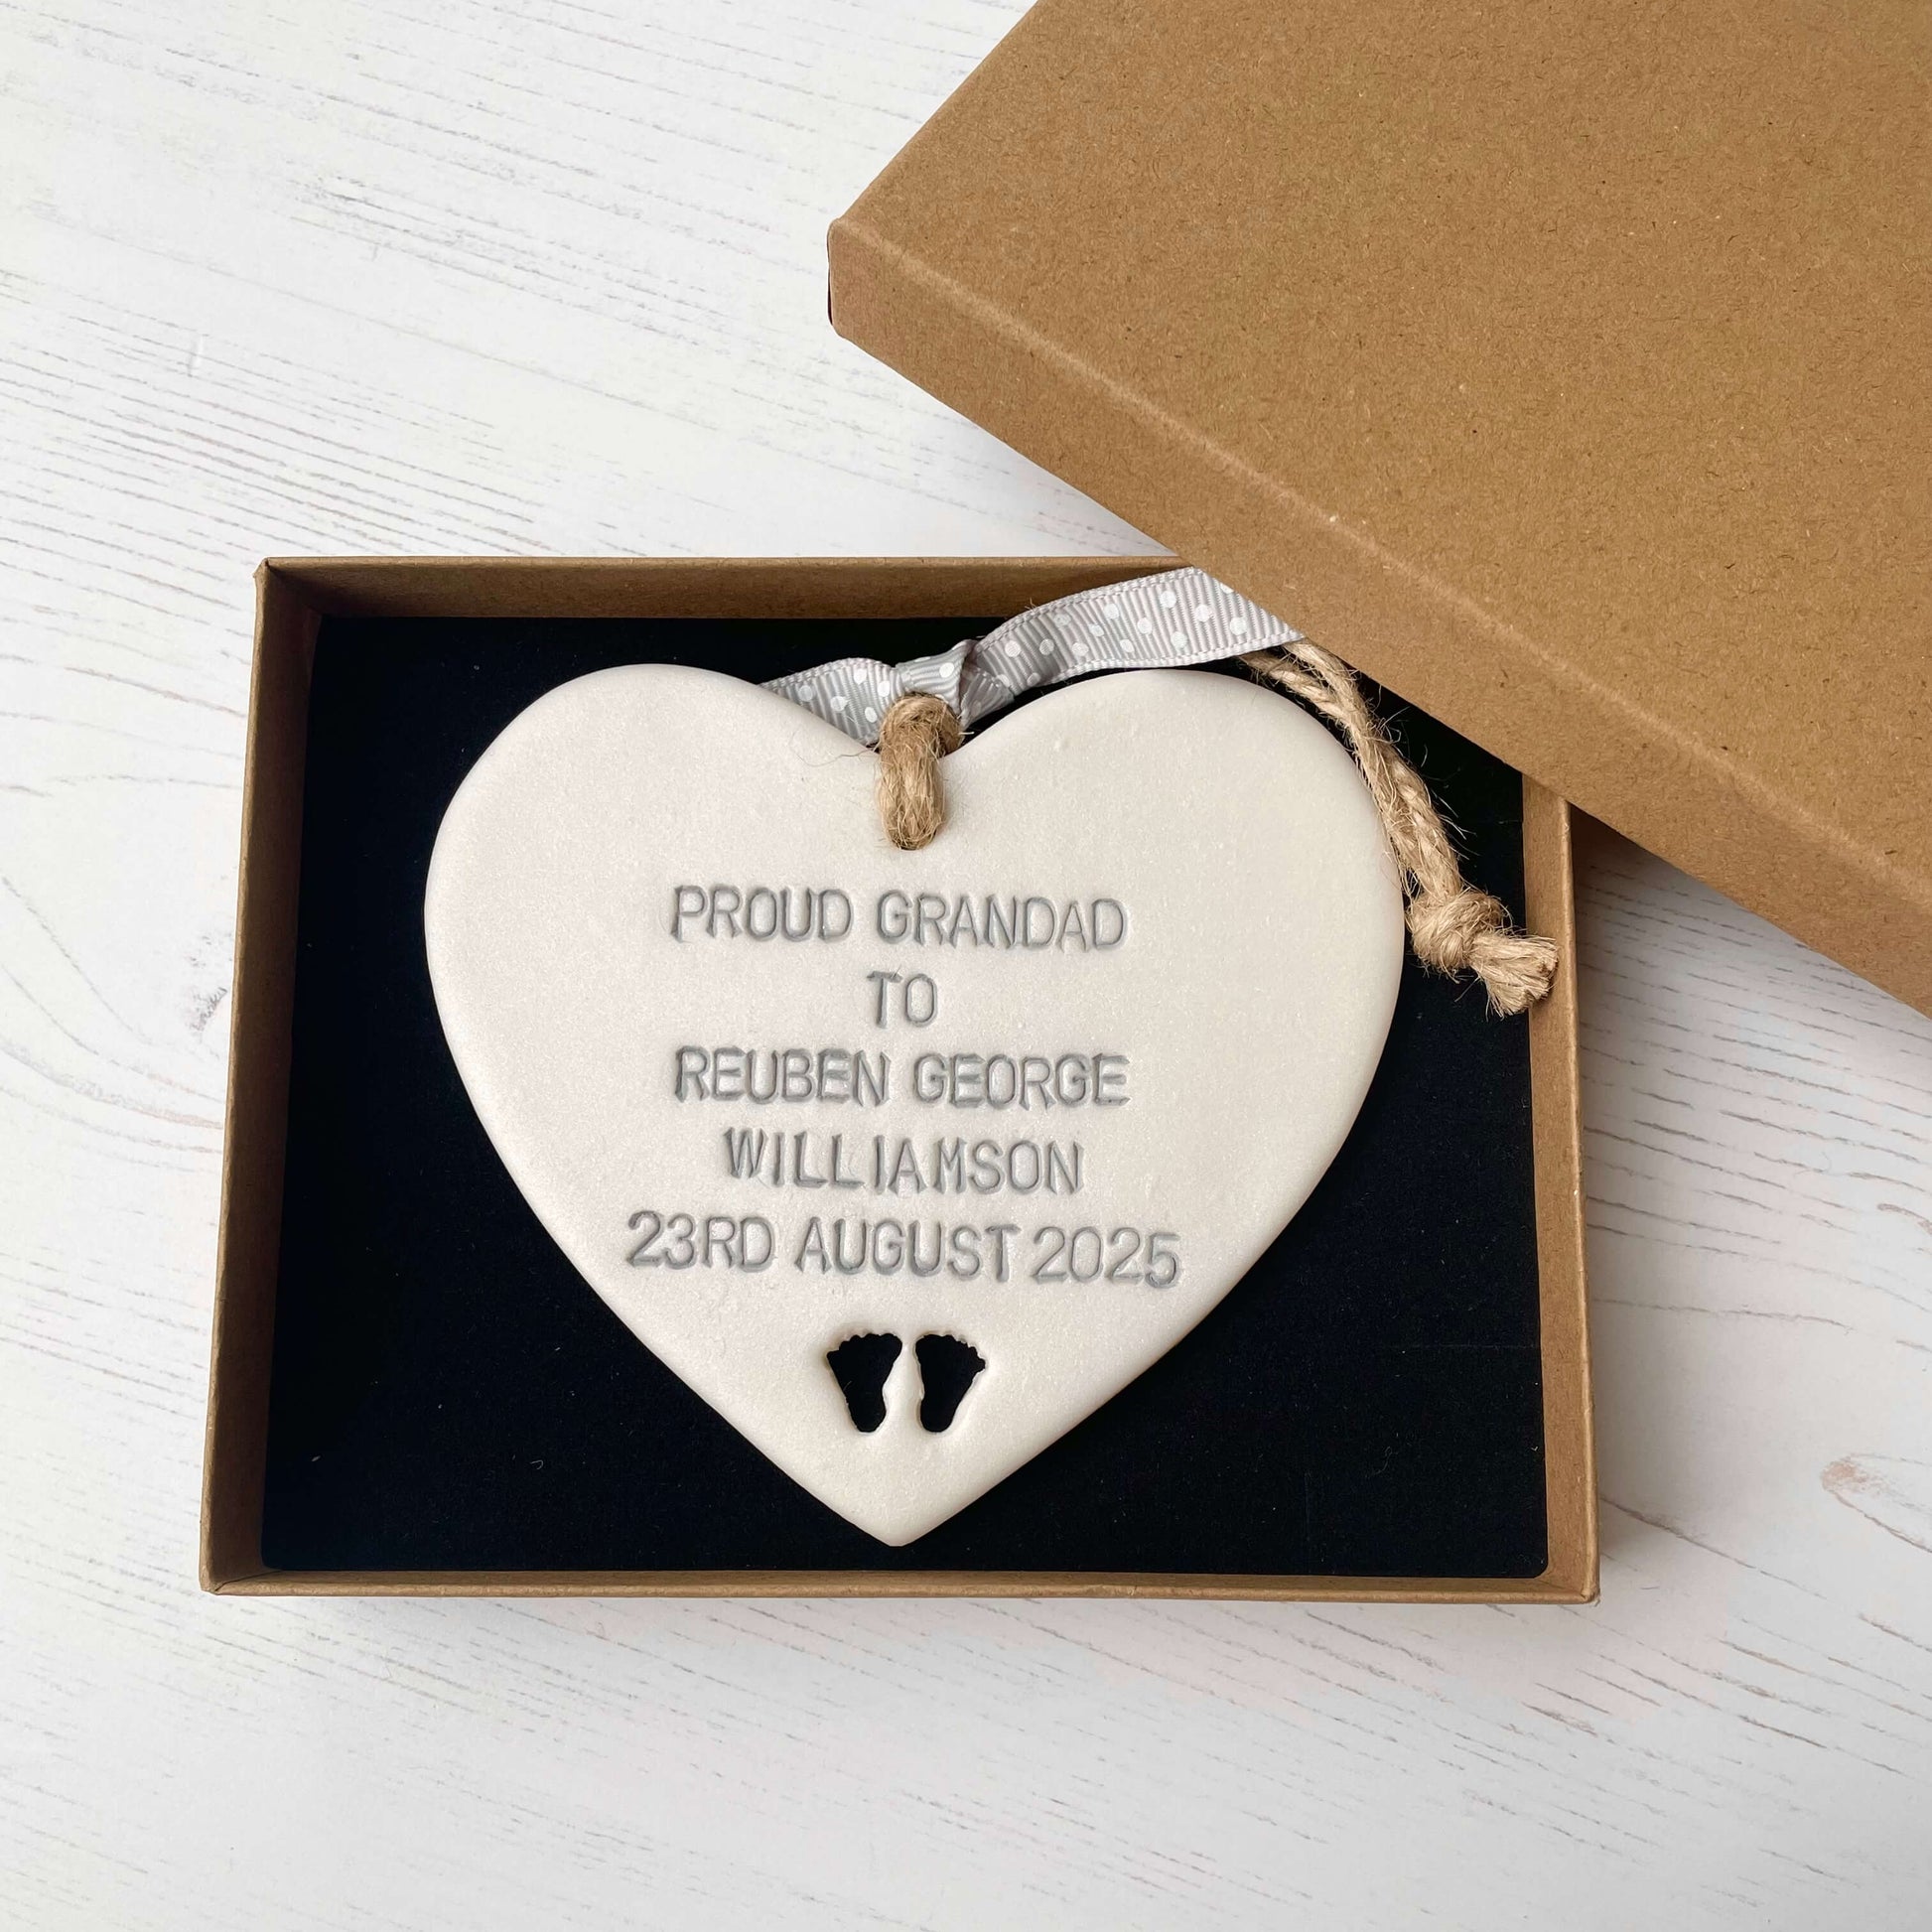 PROUD GRANDAD
TO
REUBEN GEORGE
WILLIAMSON
23RD AUGUST 2025